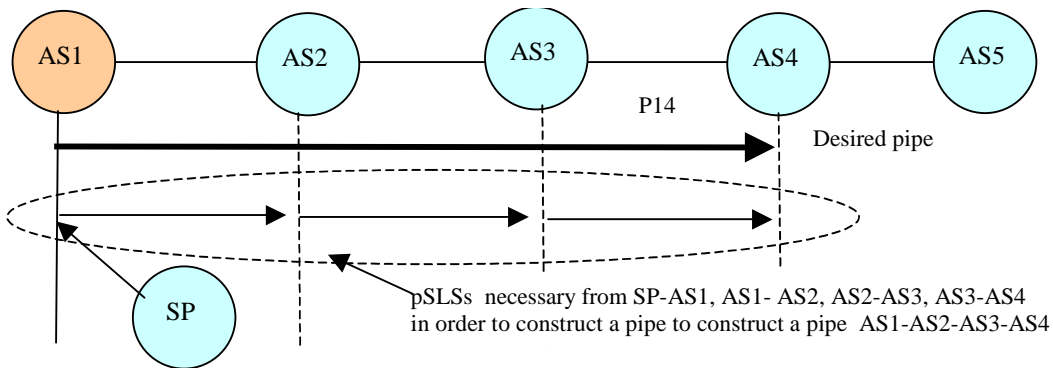 AS1
AS2
AS3
AS4
AS5
P14
Desired pipe
SP
pSLSs necessary from SP-AS1, AS1- AS2, AS2-AS3, AS3-AS4
in order to construct a pipe to construct a pipe AS1-AS2-AS3-AS4